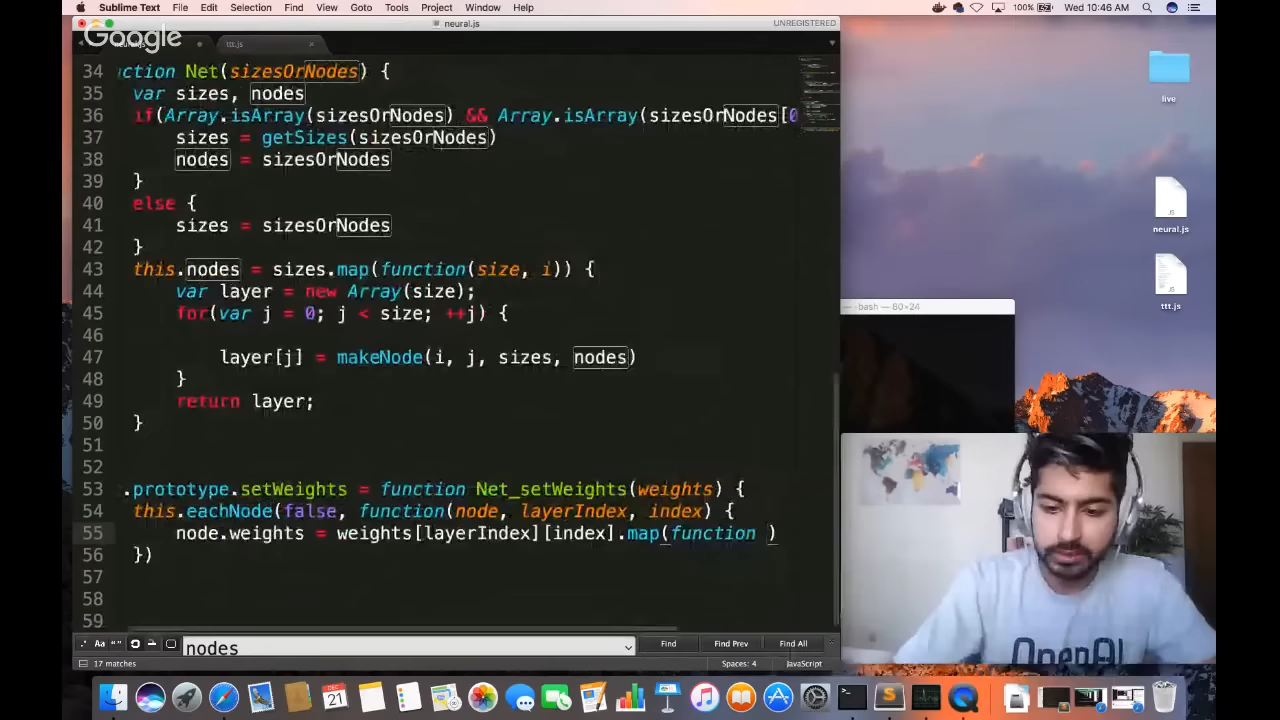 Sublime Text File Edit Selection Find View Goto Tools Project Window Help 100% Wed 10:46 AM
neural.js UNREGISTERED
Google
ttt.js
34 ction Net(sizesOrNodes) {
35 var sizes, nodes
36 if(Array.isArray(sizesOrNodes) && Array.isArray(sizesOrNodes[0
37 sizes = getSizes(sizesOrNodes)
38 nodes = sizesOrNodes
39 }
40 else {
41 sizes = sizesOrNodes
42 }
43 this.nodes = sizes.map(function(size, i)) {
44 var layer = new Array(size);
45 for(var j = 0; j < size; ++j) {
46
47 layer[j] = makeNode(i, j, sizes, nodes)
48 }
49 return layer;
50 }
51
52
53 .prototype.setWeights = function Net_setWeights(weights) {
54 this.eachNode(false, function(node, layerIndex, index) {
55 node.weights = weights[layerIndex][index].map(function )
56 })
57
58
59
.* Aa “” nodes Find Find Prev Find All
17 matches Spaces: 4 JavaScript
live
JS
neural.js
JS
ttt.js
— -bash — 80×24
OpenAI
DEC
21